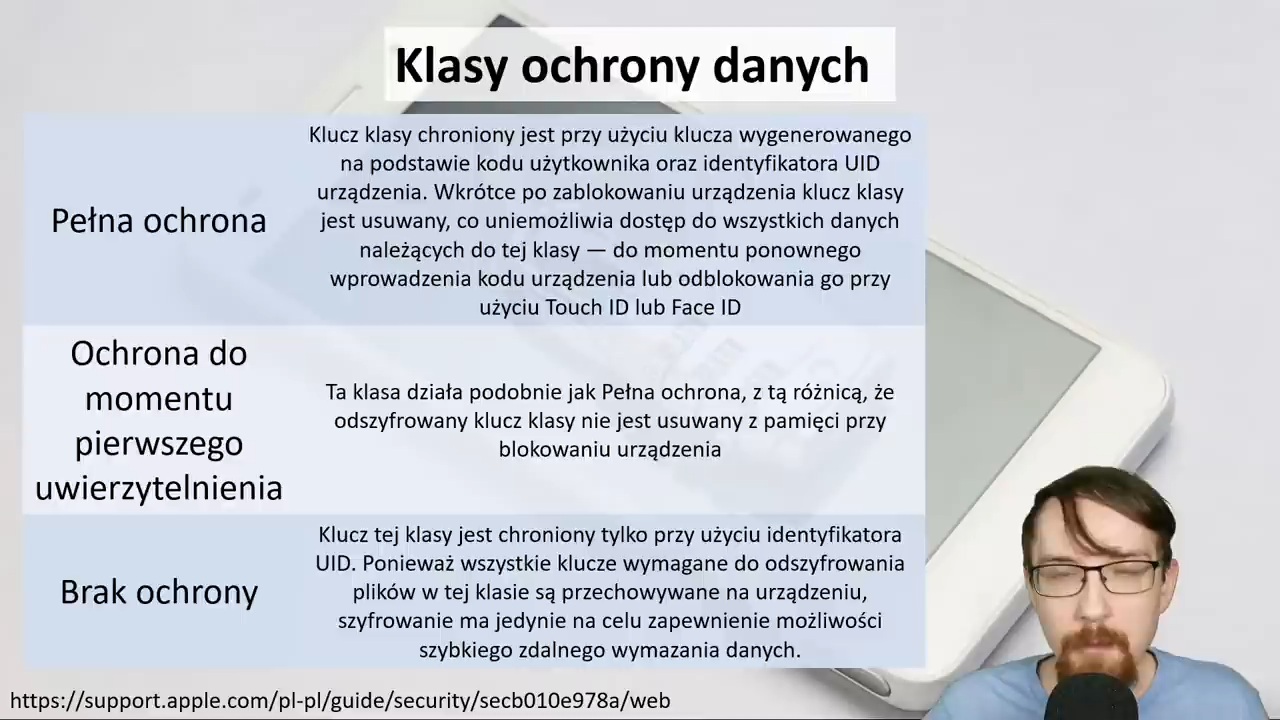 Klasy ochrony danych
Pełna ochrona
Klucz klasy chroniony jest przy użyciu klucza wygenerowanego
na podstawie kodu użytkownika oraz identyfikatora UID
urządzenia. Wkrótce po zablokowaniu urządzenia klucz klasy
jest usuwany, co uniemożliwia dostęp do wszystkich danych
należących do tej klasy — do momentu ponownego
wprowadzenia kodu urządzenia lub odblokowania go przy
użyciu Touch ID lub Face ID
Ochrona do
momentu
pierwszego
uwierzytelnienia
Ta klasa działa podobnie jak Pełna ochrona, z tą różnicą, że
odszyfrowany klucz klasy nie jest usuwany z pamięci przy
blokowaniu urządzenia
Brak ochrony
Klucz tej klasy jest chroniony tylko przy użyciu identyfikatora
UID. Ponieważ wszystkie klucze wymagane do odszyfrowania
plików w tej klasie są przechowywane na urządzeniu,
szyfrowanie ma jedynie na celu zapewnienie możliwości
szybkiego zdalnego wymazania danych.
https://support.apple.com/pl-pl/guide/security/secb010e978a/web